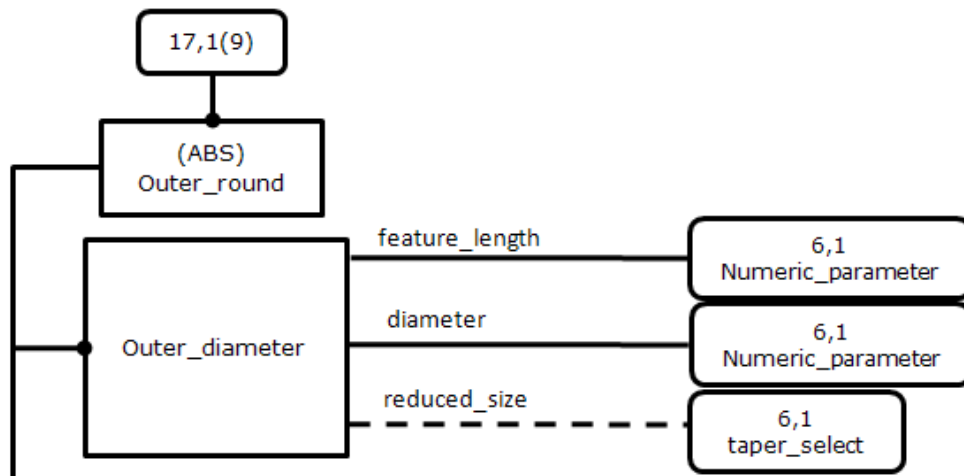 17,1(9)
(ABS)
Outer_round
feature_length
6,1
Numeric_parameter
Outer_diameter
diameter
6,1
Numeric_parameter
reduced_size
6,1
taper_select